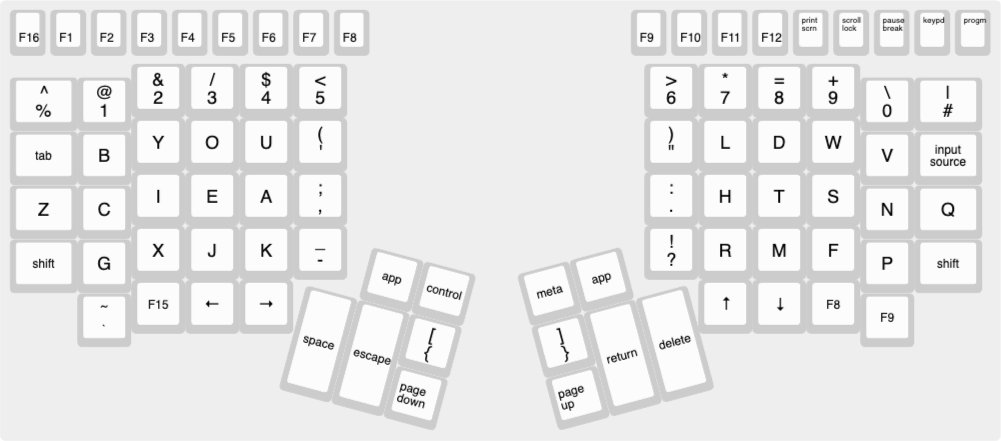 F16 F1 F2 F3 F4 F5 F6 F7 F8 F9 F10 F11 F12 print scrn scroll lock pause break keypd progm
^ @ & / $ < > * = + \ |
% 1 2 3 4 5 6 7 8 9 0 #
tab B Y O U ( ' ) " L D W V input source
Z C I E A ; , : . H T S N Q
shift G X J K _ - ! ? R M F P shift
~ ` F15 ← → ↑ ↓ F8 F9
app control meta app
space escape [ { ] } return delete
page down page up